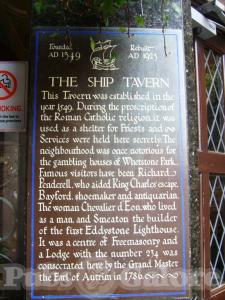 Founded
AD 1549
Rebuilt
AD 1923
THE SHIP TAVERN
This Tavern was established in the
year 1549. During the proscription of
the Roman Catholic religion, it was
used as a shelter for Priests and
Services were held here secretly. The
neighbourhood was once notorious for
the gambling houses of Whetstone Park.
Famous visitors have been Richard
Penderell, who aided King Charles' escape,
Bayford, shoemaker and antiquarian.
The woman Chevalier d'Eon, who lived
as a man, and Smeaton the builder
of the first Eddystone Lighthouse.
It was a centre of Freemasonry and
a Lodge with the number 234 was
consecrated here by the Grand Master
the Earl of Antrim in 1786.
SMOKING